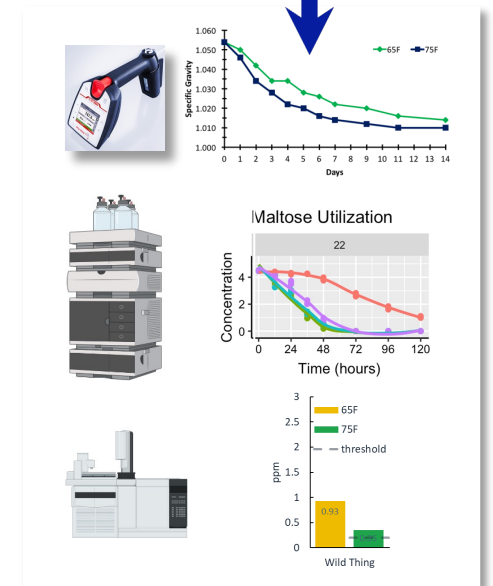 1.060
1.050
1.040
1.030
1.020
1.010
1.000
Specific Gravity
65F
75F
0 1 2 3 4 5 6 7 8 9 10 11 12 13 14
Days
Maltose Utilization
22
Concentration
4
2
0
0 24 48 72 96 120
Time (hours)
3
2.5
2
1.5
1
0.5
0
ppm
65F
75F
threshold
0.93
Wild Thing